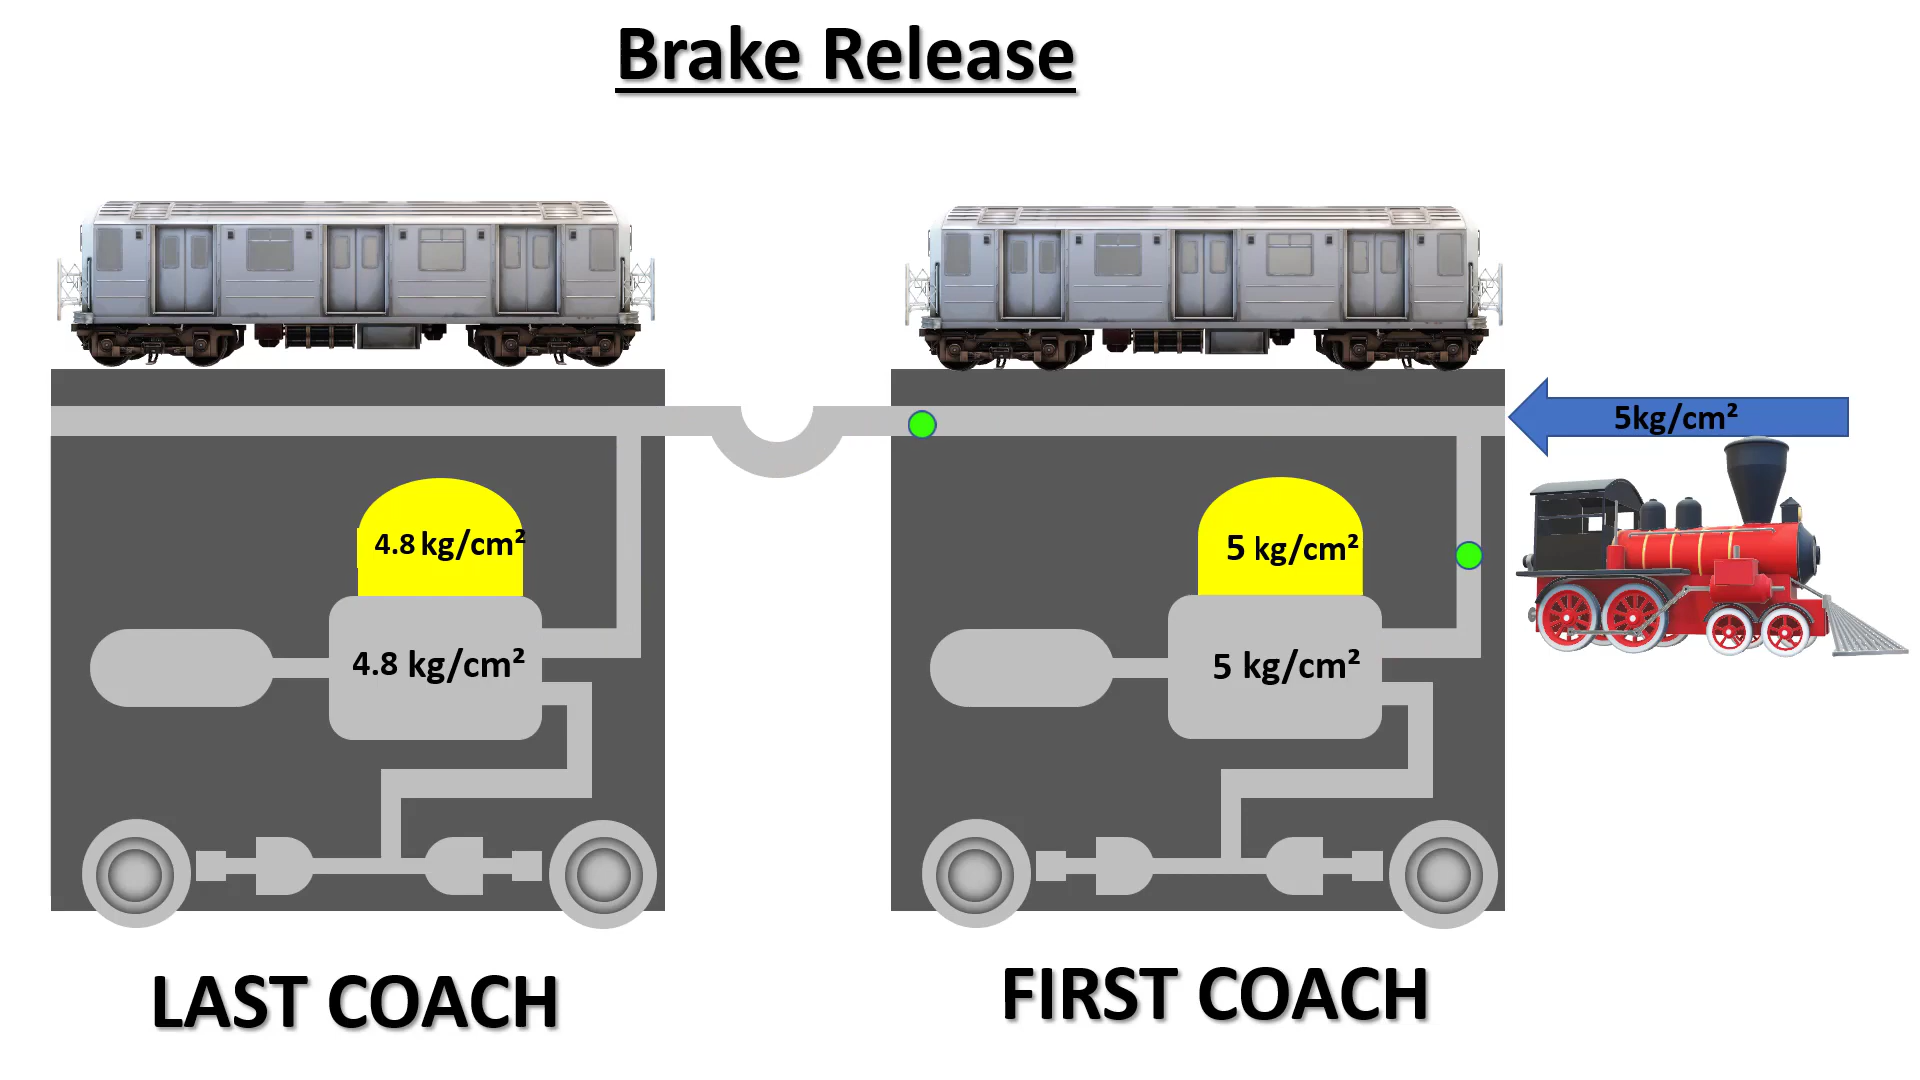 Brake Release
5kg/cm²
4.8 kg/cm²
5 kg/cm²
4.8 kg/cm²
5 kg/cm²
LAST COACH
FIRST COACH